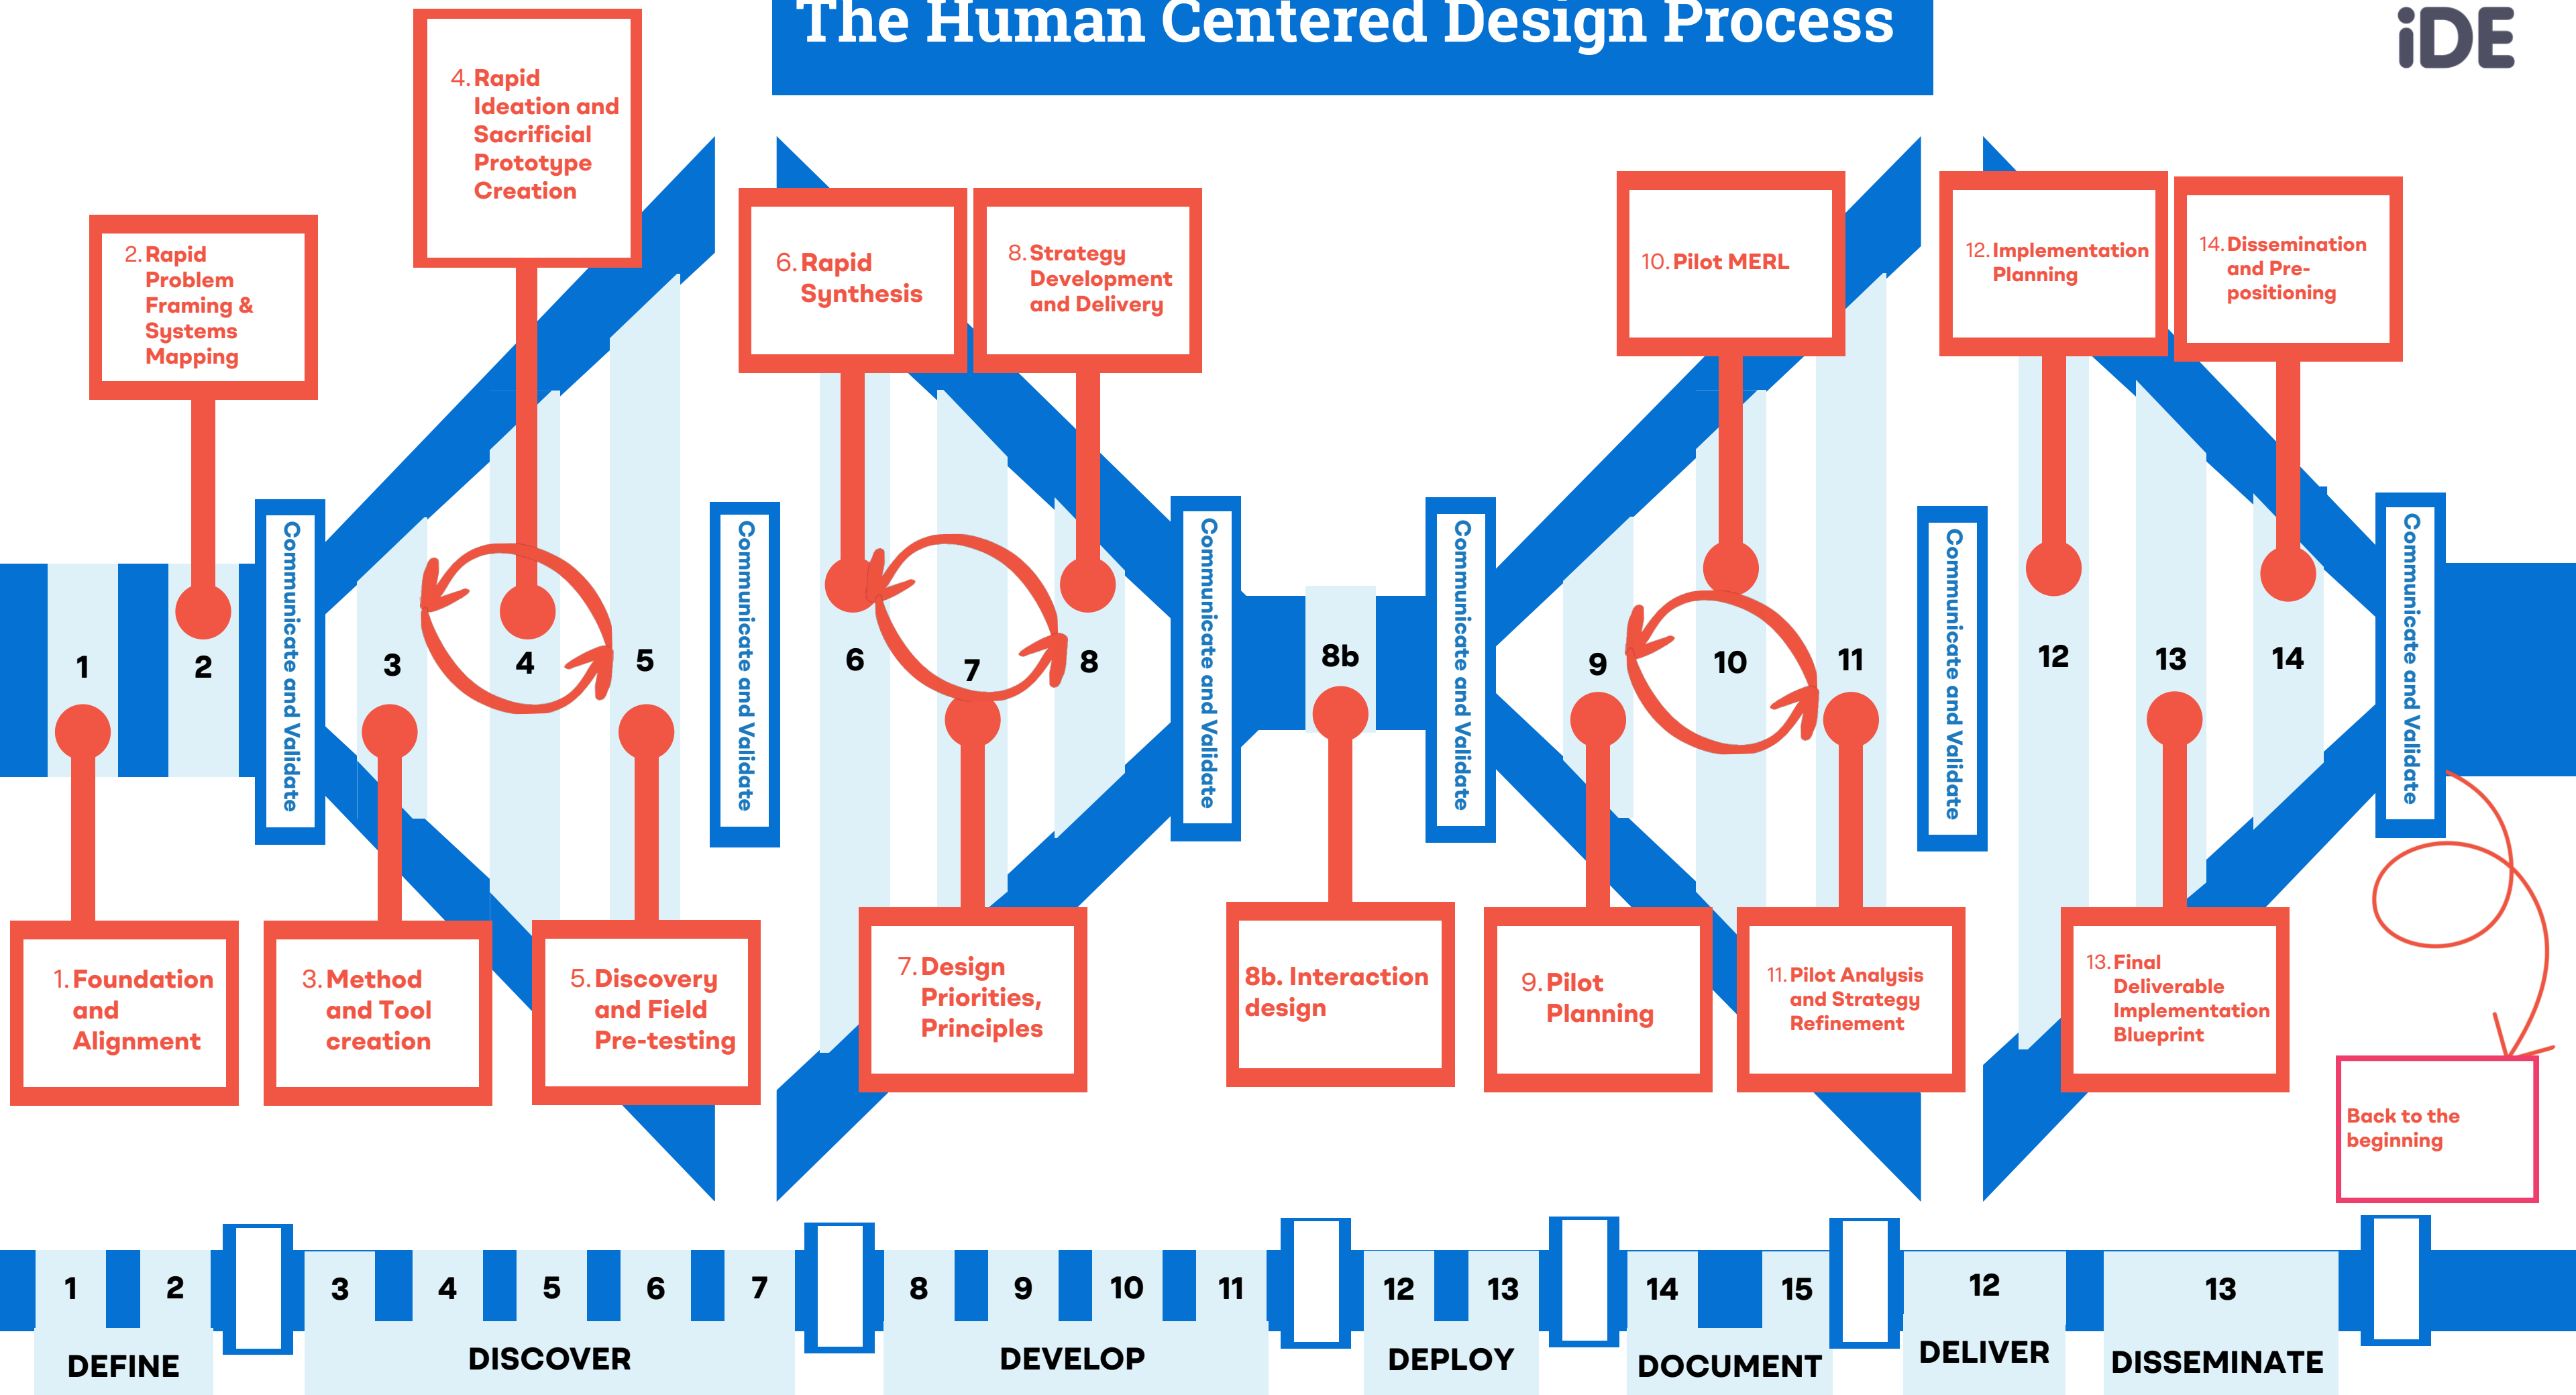 The Human Centered Design Process
iDE
2. Rapid
Problem
Framing &
Systems
Mapping
4. Rapid
Ideation and
Sacrificial
Prototype
Creation
6. Rapid
Synthesis
8. Strategy
Development
and Delivery
10. Pilot MERL
12. Implementation
Planning
14. Dissemination
and Pre-
positioning
1
2
Communicate and Validate
3
4
5
Communicate and Validate
6
7
8
Communicate and Validate
8b
Communicate and Validate
9
10
11
Communicate and Validate
12
13
14
Communicate and Validate
1. Foundation
and
Alignment
3. Method
and Tool
creation
5. Discovery
and Field
Pre-testing
7. Design
Priorities,
Principles
8b. Interaction
design
9. Pilot
Planning
11. Pilot Analysis
and Strategy
Refinement
13. Final
Deliverable
Implementation
Blueprint
Back to the
beginning
1 2 3 4 5 6 7 8 9 10 11 12 13 14 15 12 13
DEFINE DISCOVER DEVELOP DEPLOY DOCUMENT DELIVER DISSEMINATE